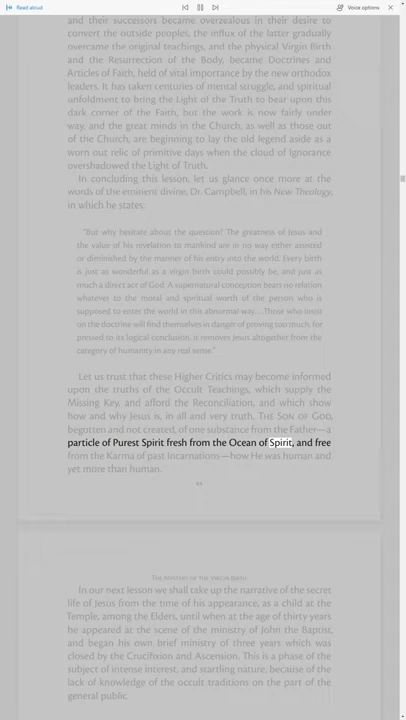 Read aloud
Voice options
and their successors became overzealous in their desire to
convert the outside peoples, the influx of the latter gradually
overcame the original teachings, and the physical Virgin Birth
and the Resurrection of the Body, became Doctrines and
Articles of Faith, held of vital importance by the new orthodox
leaders. It has taken centuries of mental struggle, and spiritual
unfoldment to bring the Light of the Truth to bear upon this
dark corner of the Faith, but the work is now fairly under
way, and the great minds in the Church, as well as those out
of the Church, are beginning to lay the old legend aside as a
worn out relic of primitive days when the cloud of Ignorance
overshadowed the Light of Truth.
In concluding this lesson, let us glance once more at the
words of the eminent divine, Dr. Campbell, in his New Theology,
in which he states:
"But why hesitate about the question? The greatness of Jesus and
the value of his revelation to mankind are in no way either assisted
or diminished by the manner of his entry into the world. Every birth
is just as wonderful as a virgin birth could possibly be, and just as
much a direct act of God. A supernatural conception bears no relation
whatever to the moral and spiritual worth of the person who is
supposed to enter the world in this abnormal way....Those who insist
on the doctrine will find themselves in danger of proving too much, for
pressed to its logical conclusion, it removes Jesus altogether from the
category of humanity in any real sense."
Let us trust that these Higher Critics may become informed
upon the truths of the Occult Teachings, which supply the
Missing Key, and afford the Reconciliation, and which show
how and why Jesus is, in all and very truth, THE SON OF GOD,
begotten and not created, of one substance from the Father—a
particle of Purest Spirit fresh from the Ocean of Spirit, and free
from the Karma of past Incarnations—how He was human and
yet more than human.
The Mystery of the Virgin Birth
In our next lesson we shall take up the narrative of the secret
life of Jesus from the time of his appearance, as a child at the
Temple, among the Elders, until when at the age of thirty years
he appeared at the scene of the ministry of John the Baptist,
and began his own brief ministry of three years which was
closed by the Crucifixion and Ascension. This is a phase of the
subject of intense interest, and startling nature, because of the
lack of knowledge of the occult traditions on the part of the
general public.